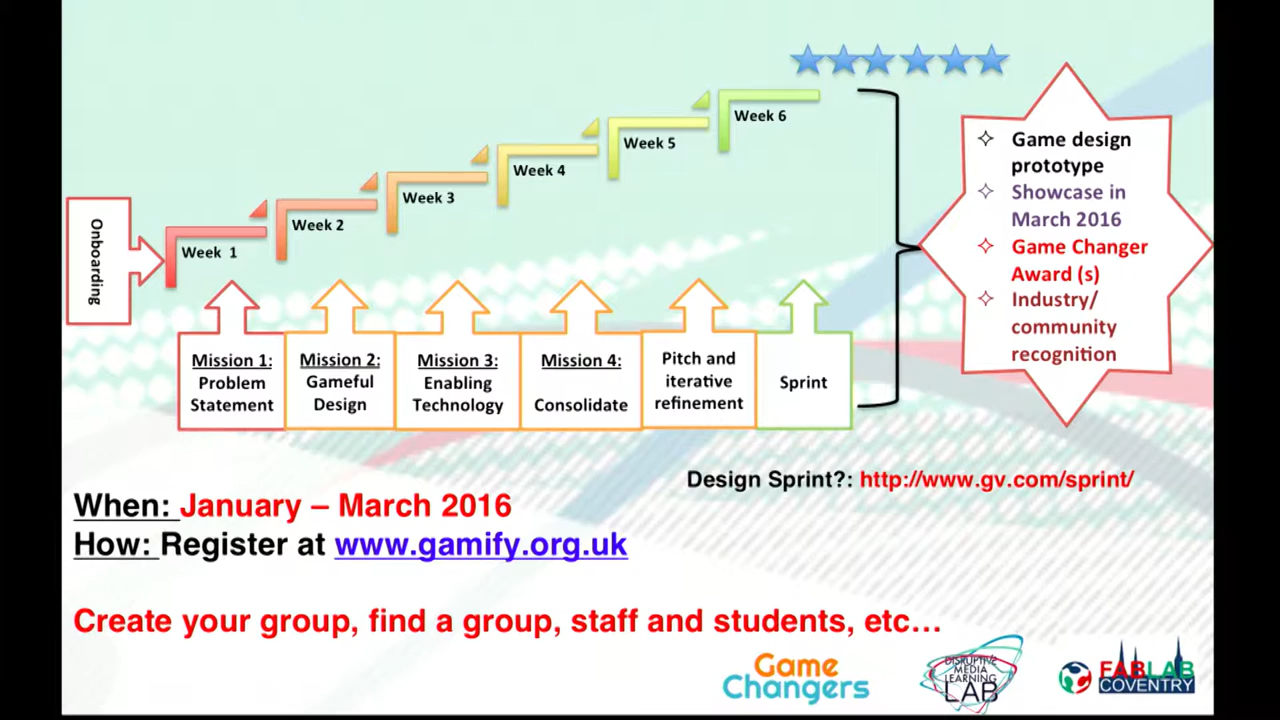 Onboarding
Week 1
Week 2
Week 3
Week 4
Week 5
Week 6
Mission 1:
Problem
Statement
Mission 2:
Gameful
Design
Mission 3:
Enabling
Technology
Mission 4:
Consolidate
Pitch and
iterative
refinement
Sprint
Game design
prototype
Showcase in
March 2016
Game Changer
Award (s)
Industry/
community
recognition
Design Sprint?: http://www.gv.com/sprint/
When: January – March 2016
How: Register at www.gamify.org.uk
Create your group, find a group, staff and students, etc…
Game
Changers
DISRUPTIVE
MEDIA
LEARNING
LAB
FABLAB
COVENTRY